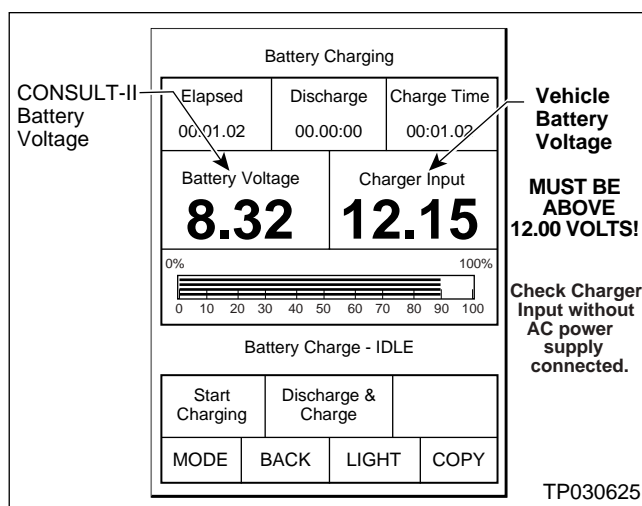 Battery Charging
CONSULT-II
Battery
Voltage
Elapsed
00:01.02
Discharge
00.00:00
Charge Time
00:01.02
Vehicle
Battery
Voltage
Battery Voltage
8.32
Charger Input
12.15
MUST BE
ABOVE
12.00 VOLTS!
0% 100%
0 10 20 30 40 50 60 70 80 90 100
Check Charger
Input without
AC power
supply
connected.
Battery Charge - IDLE
Start
Charging
Discharge &
Charge
MODE BACK LIGHT COPY
TP030625